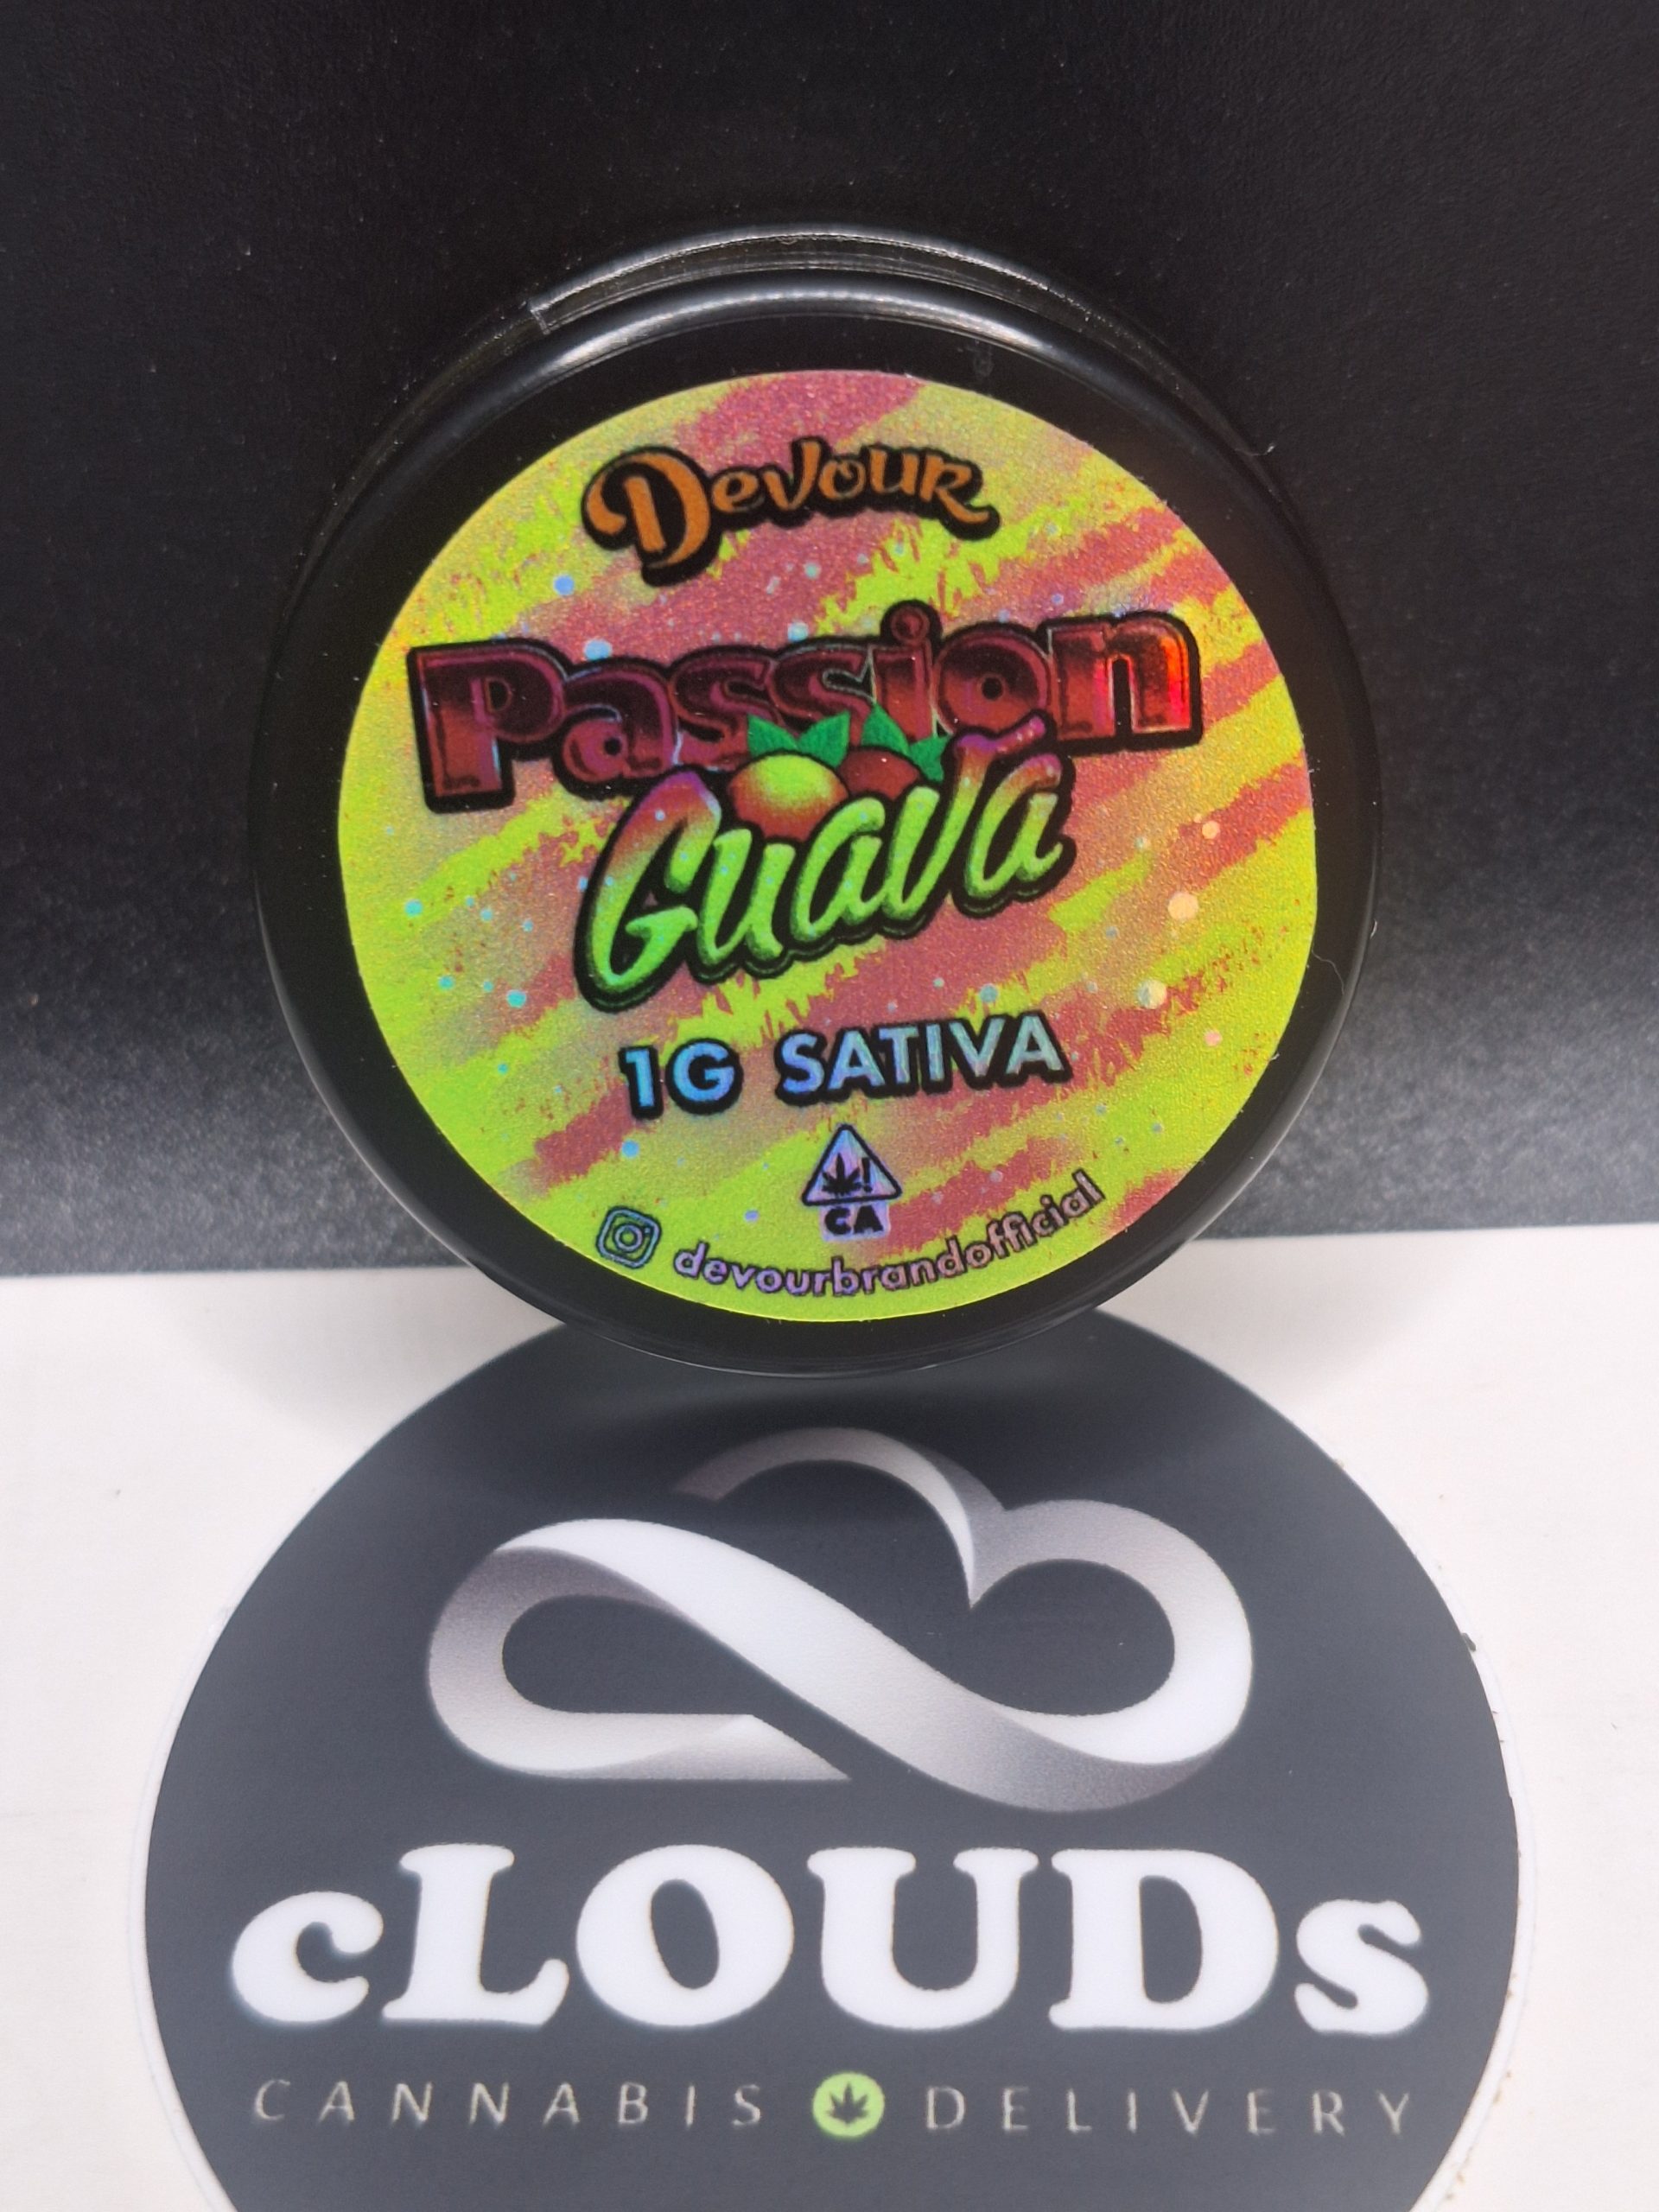 Devour
Passion
Guava
1G SATIVA
!
CA
devourbrandofficial
cLOUDs
CANNABIS DELIVERY